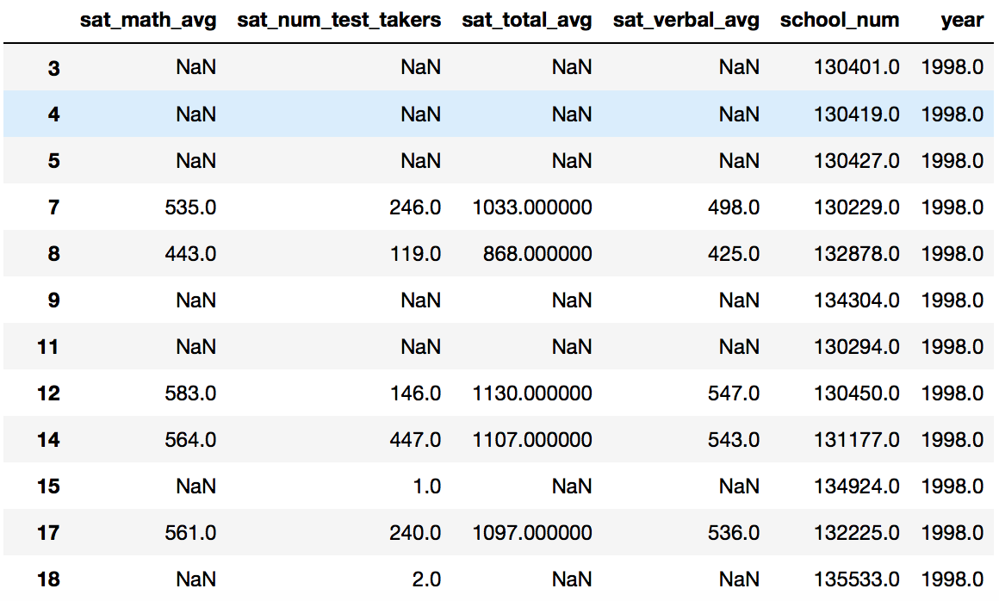 sat_math_avg sat_num_test_takers sat_total_avg sat_verbal_avg school_num year
3 NaN NaN NaN NaN 130401.0 1998.0
4 NaN NaN NaN NaN 130419.0 1998.0
5 NaN NaN NaN NaN 130427.0 1998.0
7 535.0 246.0 1033.000000 498.0 130229.0 1998.0
8 443.0 119.0 868.000000 425.0 132878.0 1998.0
9 NaN NaN NaN NaN 134304.0 1998.0
11 NaN NaN NaN NaN 130294.0 1998.0
12 583.0 146.0 1130.000000 547.0 130450.0 1998.0
14 564.0 447.0 1107.000000 543.0 131177.0 1998.0
15 NaN 1.0 NaN NaN 134924.0 1998.0
17 561.0 240.0 1097.000000 536.0 132225.0 1998.0
18 NaN 2.0 NaN NaN 135533.0 1998.0